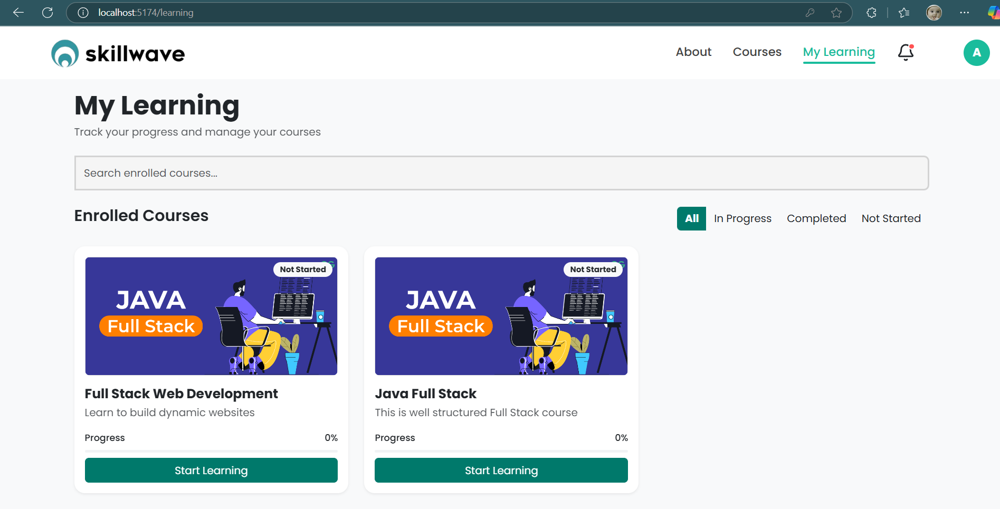 localhost:5174/learning
skillwave
About Courses My Learning
A
My Learning
Track your progress and manage your courses
Search enrolled courses...
Enrolled Courses
All In Progress Completed Not Started
Not Started
JAVA
Full Stack
Full Stack Web Development
Learn to build dynamic websites
Progress 0%
Start Learning
Not Started
JAVA
Full Stack
Java Full Stack
This is well structured Full Stack course
Progress 0%
Start Learning